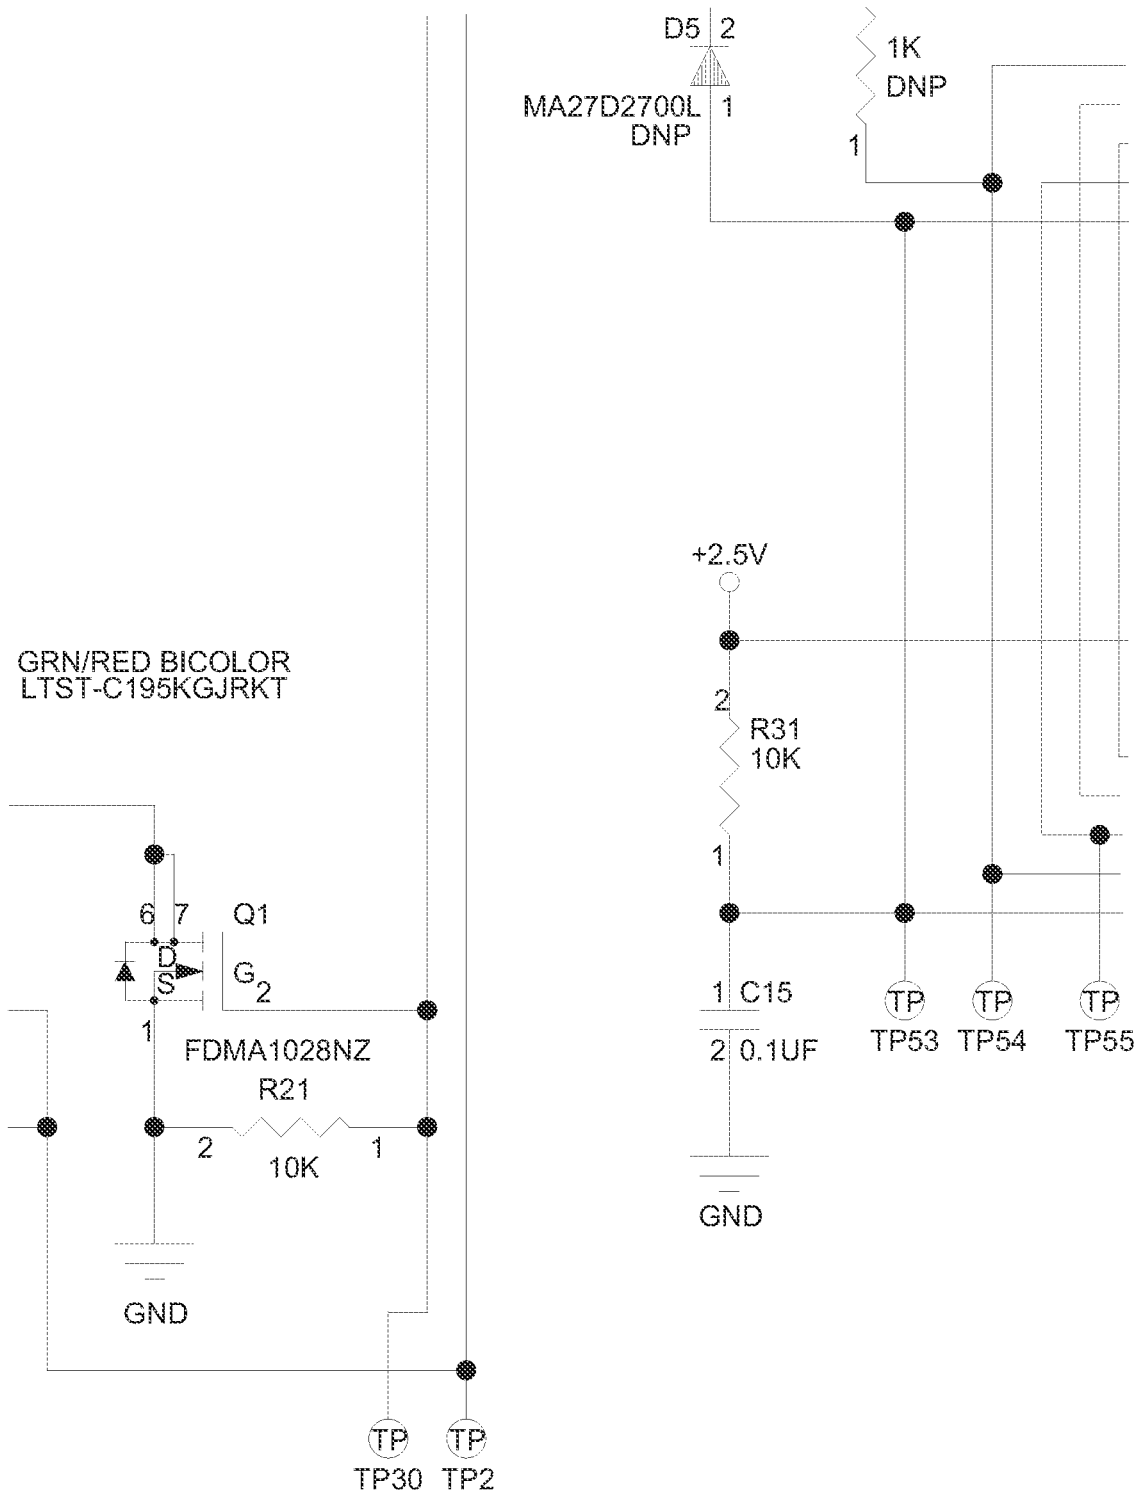 D5 2
1K
DNP
MA27D2700L 1
DNP
1
+2.5V
GRN/RED BICOLOR
LTST-C195KGJRKT
2
R31
10K
1
6 7 Q1
D
S
G
2
1
FDMA1028NZ
R21
2
1
10K
GND
1 C15
2 0.1UF
GND
TP TP TP
TP53 TP54 TP55
TP TP
TP30 TP2